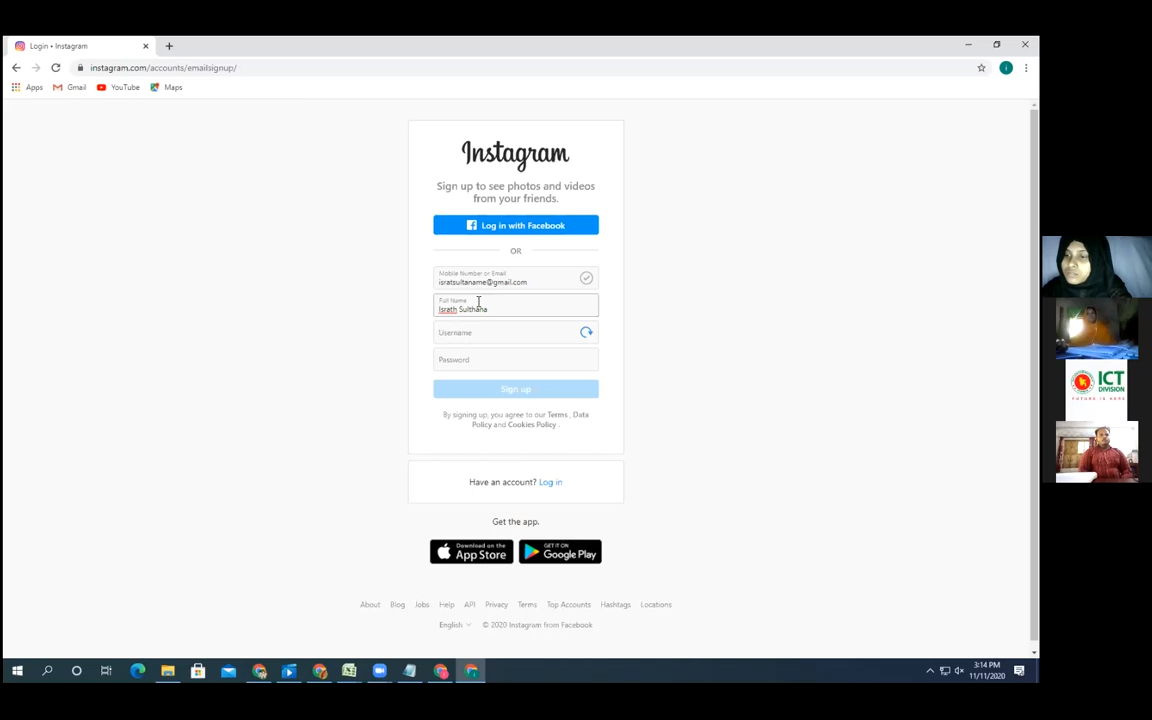 Login • Instagram
instagram.com/accounts/emailsignup/
Apps Gmail YouTube Maps
Instagram
Sign up to see photos and videos
from your friends.
Log in with Facebook
OR
Mobile Number or Email
isratsultaname@gmail.com
Full Name
Israth Sulthana
Username
Password
Sign up
By signing up, you agree to our Terms , Data
Policy and Cookies Policy .
Have an account? Log in
Get the app.
Download on the
App Store
GET IT ON
Google Play
About Blog Jobs Help API Privacy Terms Top Accounts Hashtags Locations
English © 2020 Instagram from Facebook
ICT
DIVISION
FUTURE IS HERE
3:14 PM
11/11/2020